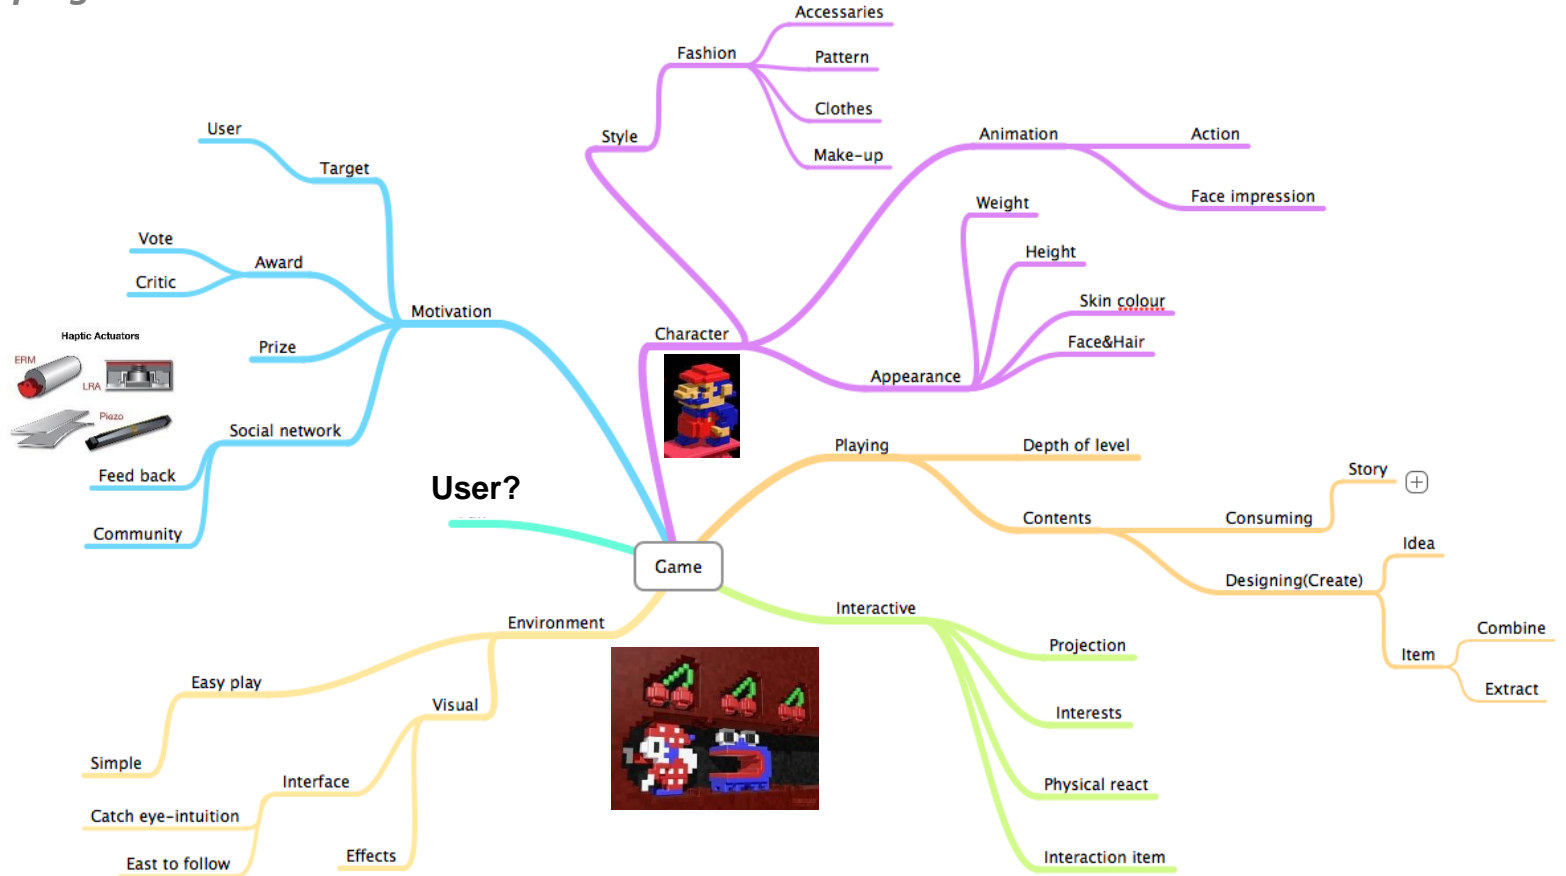 Accessaries
Fashion
Pattern
Clothes
Make-up
Style
Animation
Action
Face impression
Weight
Height
Skin colour
Face&Hair
Appearance
Character
User
Target
Vote
Award
Critic
Motivation
Prize
Social network
Feed back
Community
Haptic Actuators
ERM
LRA
Piezo
User?
Game
Playing
Depth of level
Contents
Consuming
Story
Designing(Create)
Idea
Item
Combine
Extract
Interactive
Projection
Interests
Physical react
Interaction item
Environment
Easy play
Simple
Visual
Interface
Catch eye-intuition
East to follow
Effects